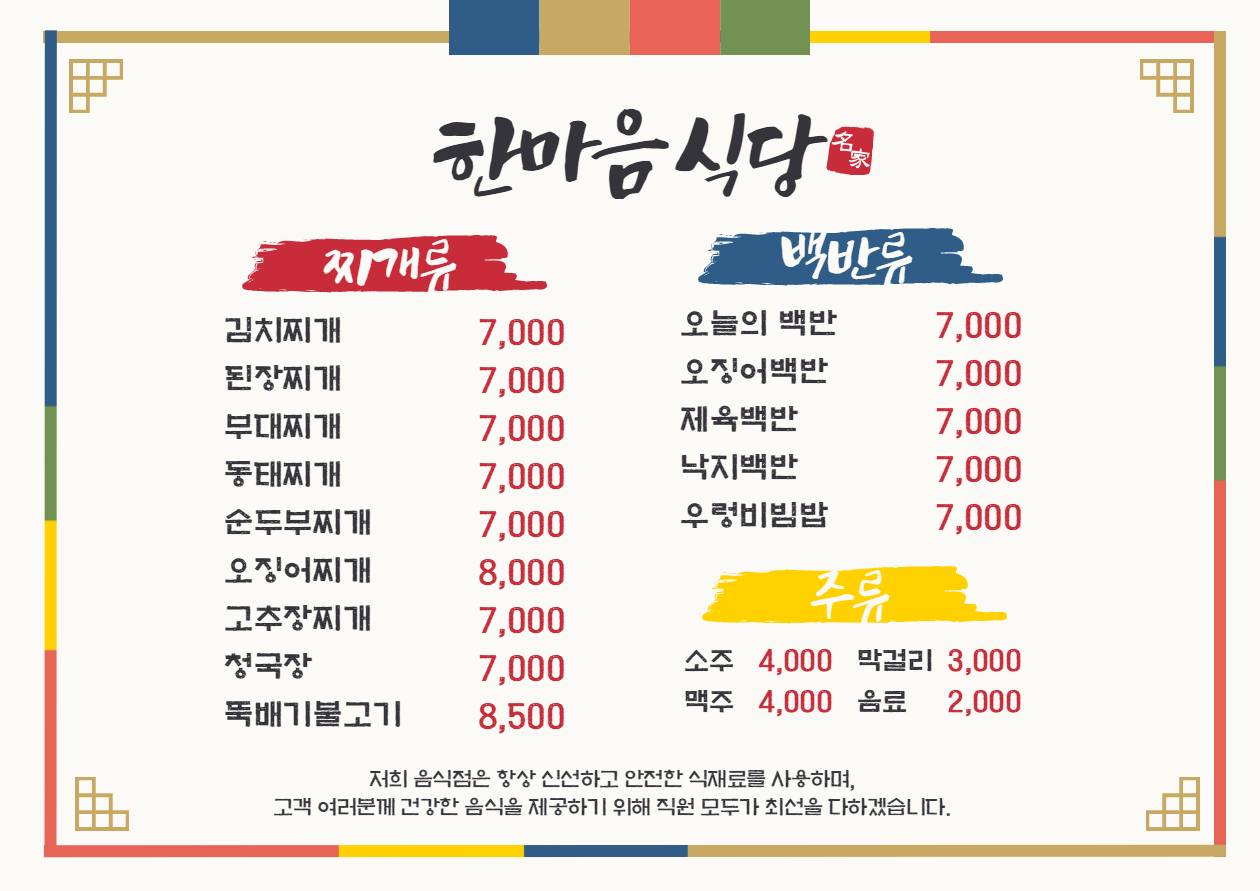 한마음 식당 名家
찌개류
김치찌개 7,000
된장찌개 7,000
부대찌개 7,000
동태찌개 7,000
순두부찌개 7,000
오징어찌개 8,000
고추장찌개 7,000
청국장 7,000
뚝배기불고기 8,500
백반류
오늘의 백반 7,000
오징어백반 7,000
제육백반 7,000
낙지백반 7,000
우렁비빔밥 7,000
주류
소주 4,000 막걸리 3,000
맥주 4,000 음료 2,000
저희 음식점은 항상 신선하고 안전한 식재료를 사용하며,
고객 여러분께 건강한 음식을 제공하기 위해 직원 모두가 최선을 다하겠습니다.